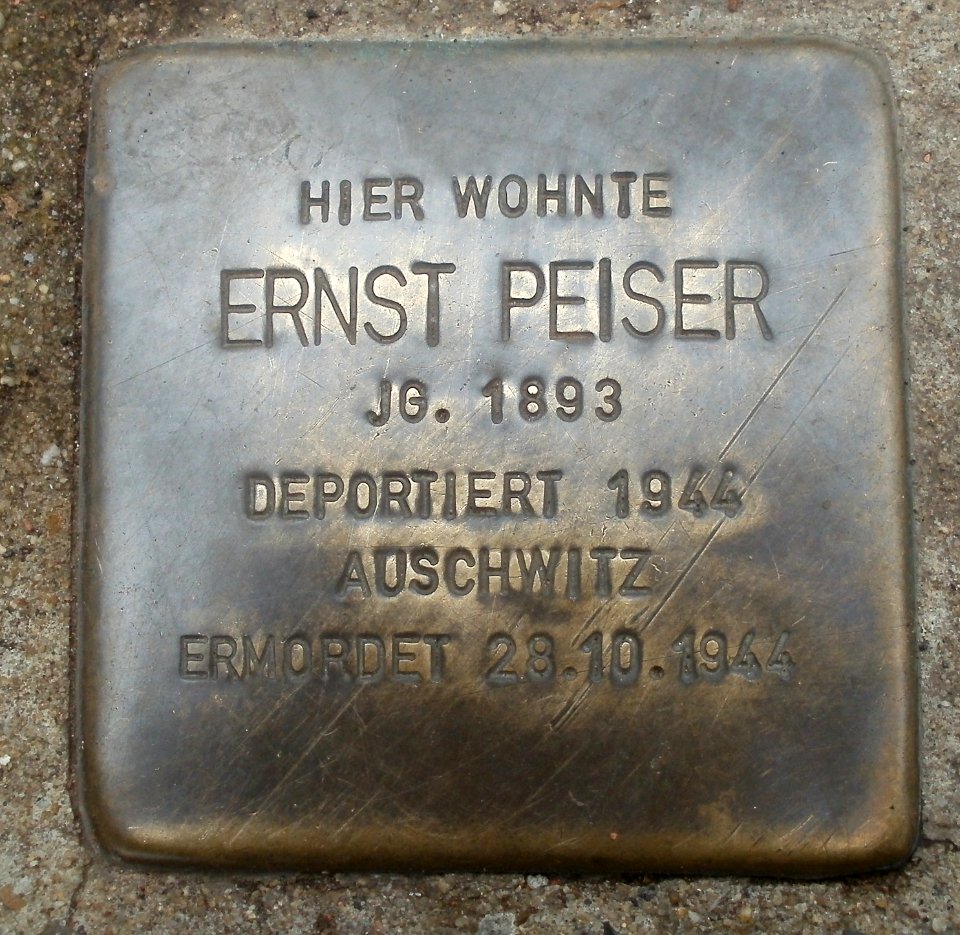 HIER WOHNTE
ERNST PEISER
JG. 1893
DEPORTIERT 1944
AUSCHWITZ
ERMORDET 28.10.1944